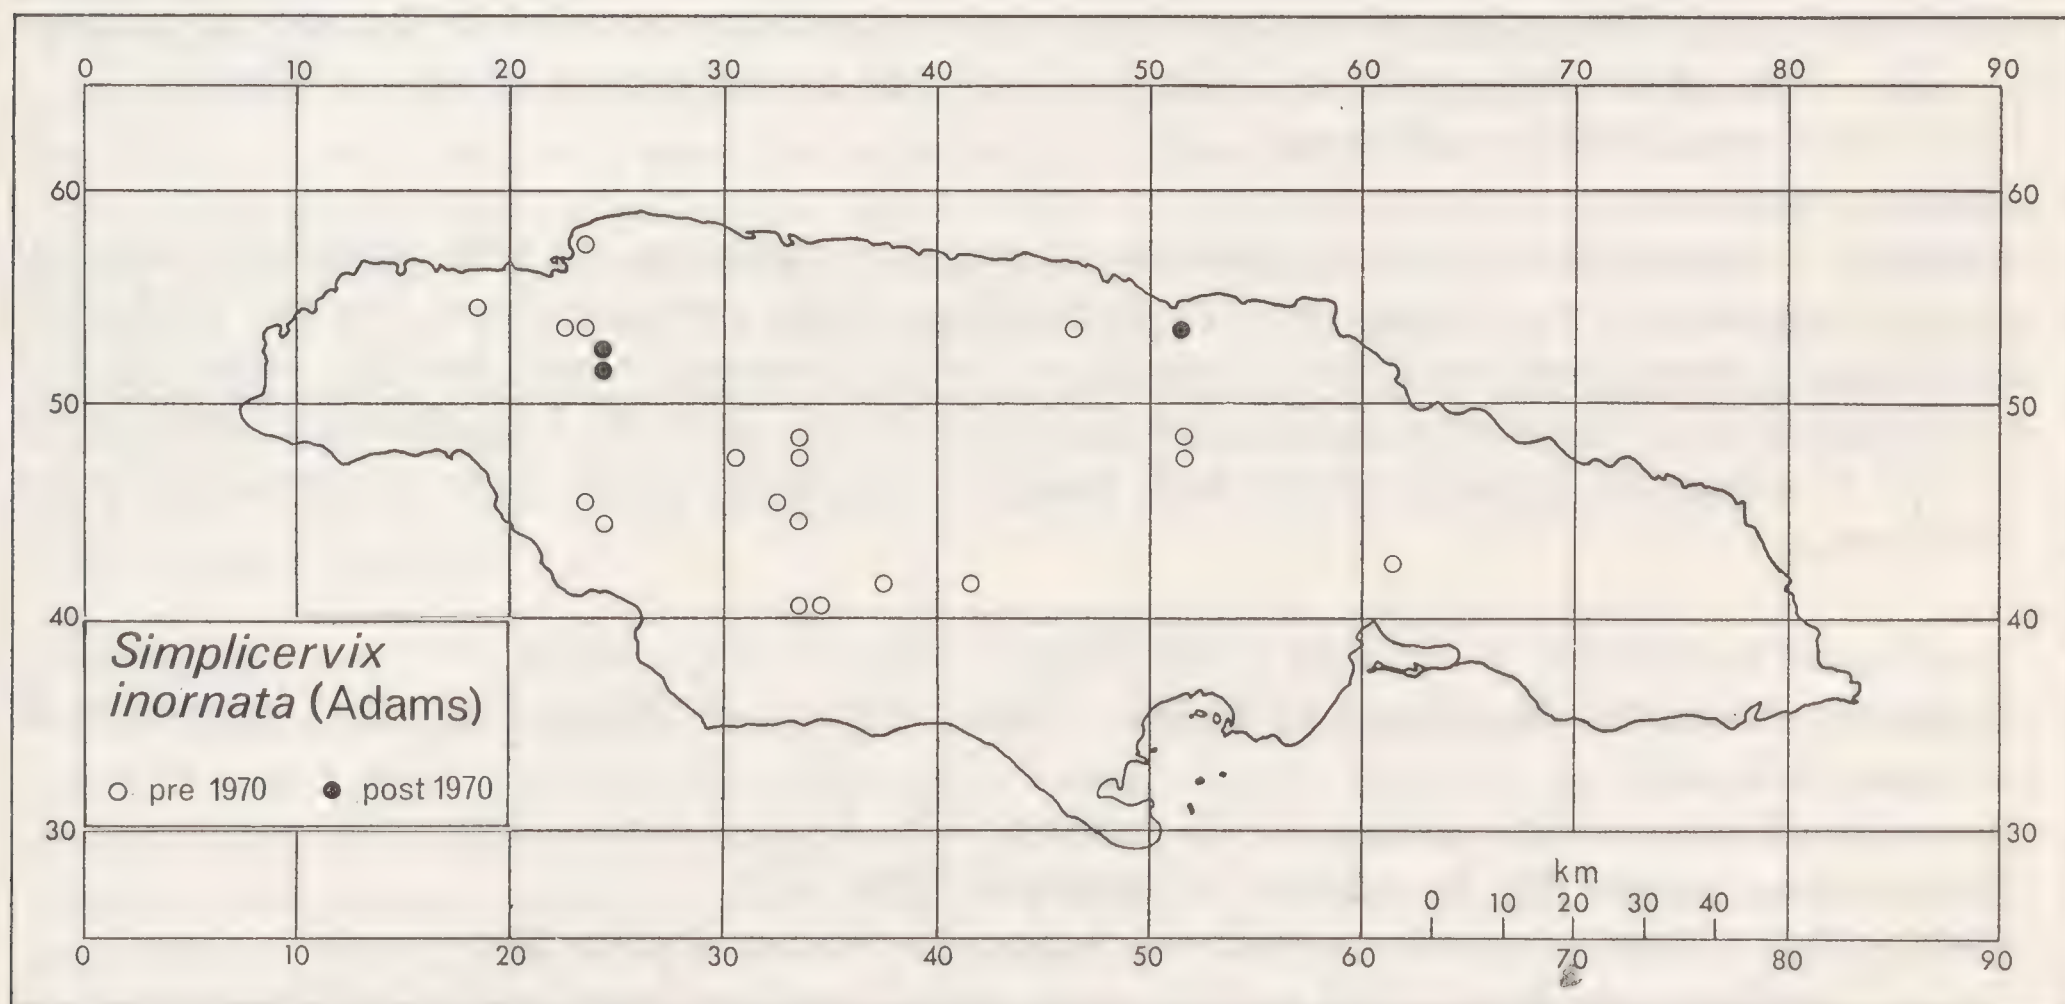 0 10 20 30 40 50 60 70 80 90
60 60
50 50
40 40
Simplicervix
inornata (Adams)
○ pre 1970 ● post 1970
30 30
km
0 10 20 30 40
0 10 20 30 40 50 60 70 80 90